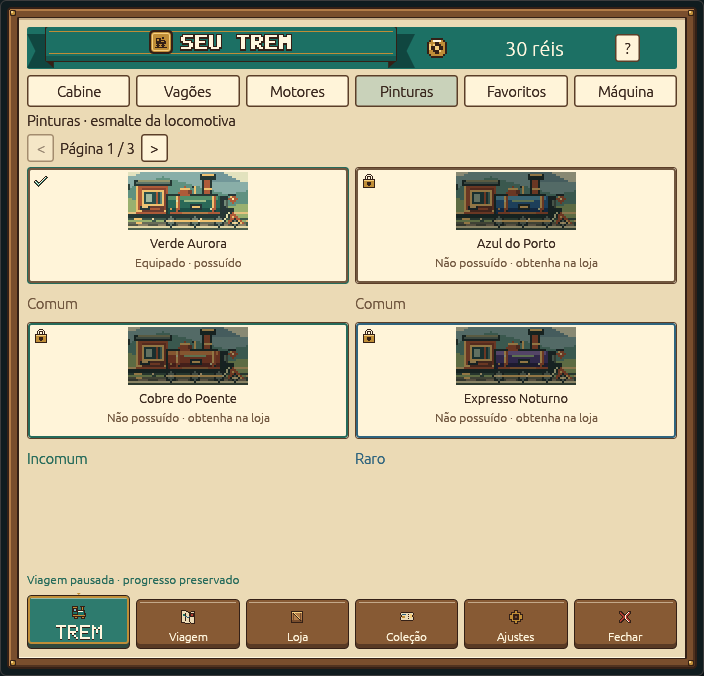 SEU TREM
30 réis
?
Cabine
Vagões
Motores
Pinturas
Favoritos
Máquina
Pinturas · esmalte da locomotiva
< Página 1 / 3 >
Verde Aurora
Equipado · possuído
Azul do Porto
Não possuído · obtenha na loja
Comum
Comum
Cobre do Poente
Não possuído · obtenha na loja
Expresso Noturno
Não possuído · obtenha na loja
Incomum
Raro
Viagem pausada · progresso preservado
TREM
Viagem
Loja
Coleção
Ajustes
Fechar